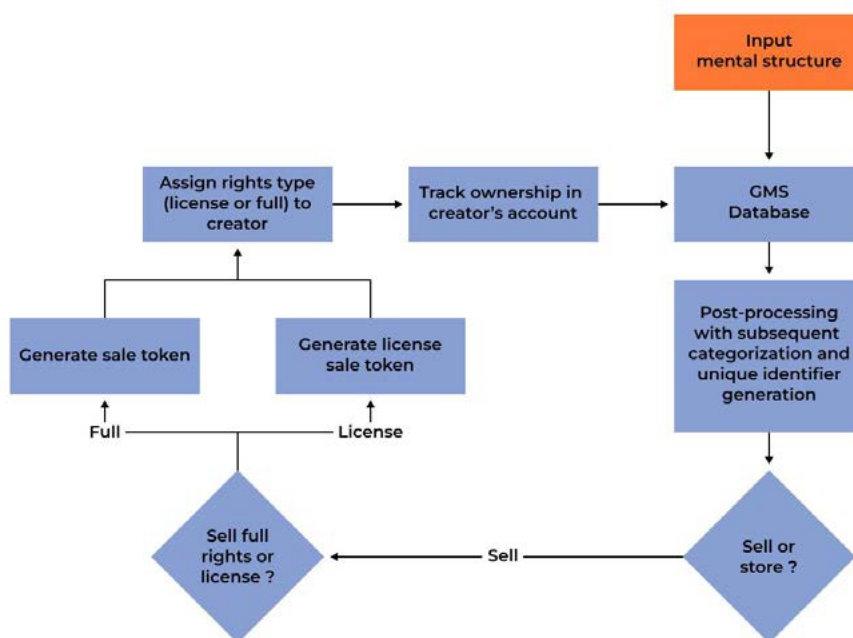 Input
mental structure
Assign rights type
(license or full) to
creator
Track ownership in
creator's account
GMS
Database
Generate sale token
Generate license
sale token
Post-processing
with subsequent
categorization and
unique identifier
generation
Full
License
Sell full
rights or
license ?
Sell
Sell or
store ?